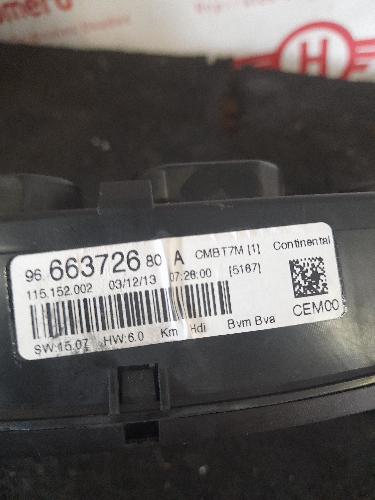 omero
H
96 663726 80 A CMBT7M [1] Continental
115.152.002 03/12/13 07:28:00 [5167]
SW:15.07 HW:6.0 Km Hdi Bvm Bva CEM00